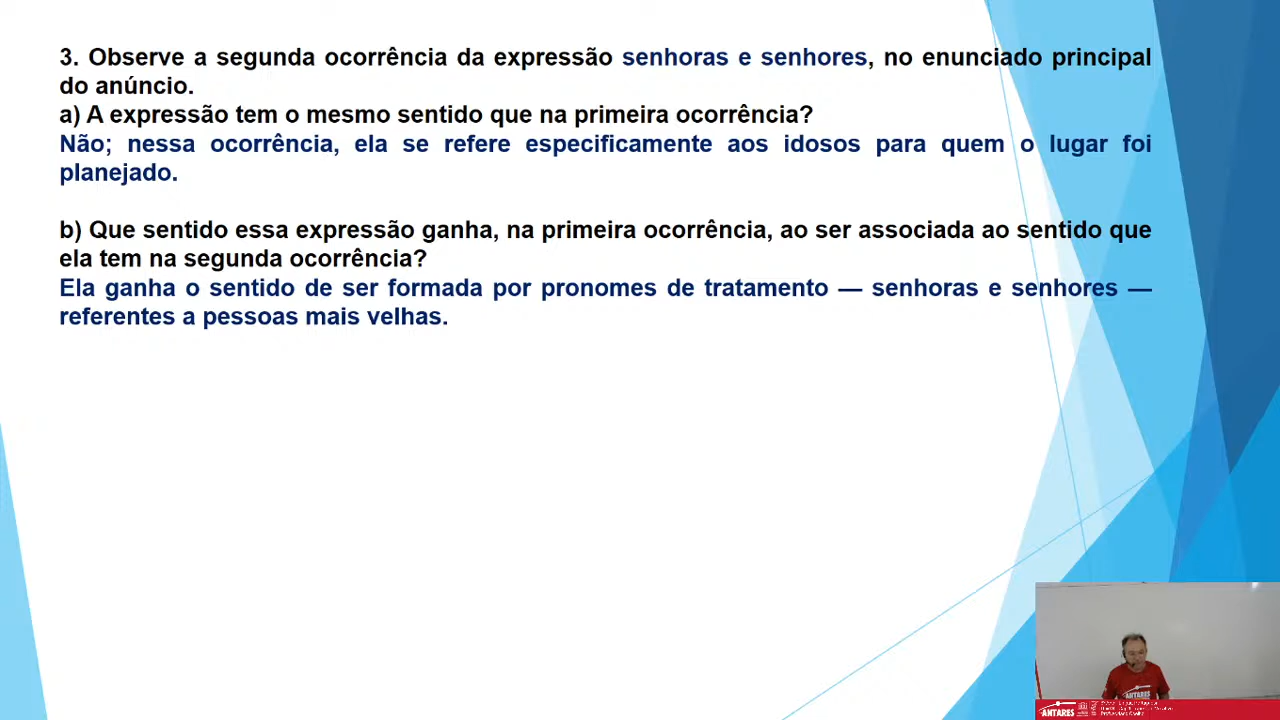 3. Observe a segunda ocorrência da expressão senhoras e senhores, no enunciado principal
do anúncio.
a) A expressão tem o mesmo sentido que na primeira ocorrência?
Não; nessa ocorrência, ela se refere especificamente aos idosos para quem o lugar foi
planejado.
b) Que sentido essa expressão ganha, na primeira ocorrência, ao ser associada ao sentido que
ela tem na segunda ocorrência?
Ela ganha o sentido de ser formada por pronomes de tratamento — senhoras e senhores —
referentes a pessoas mais velhas.
ANTARES
ANTARES